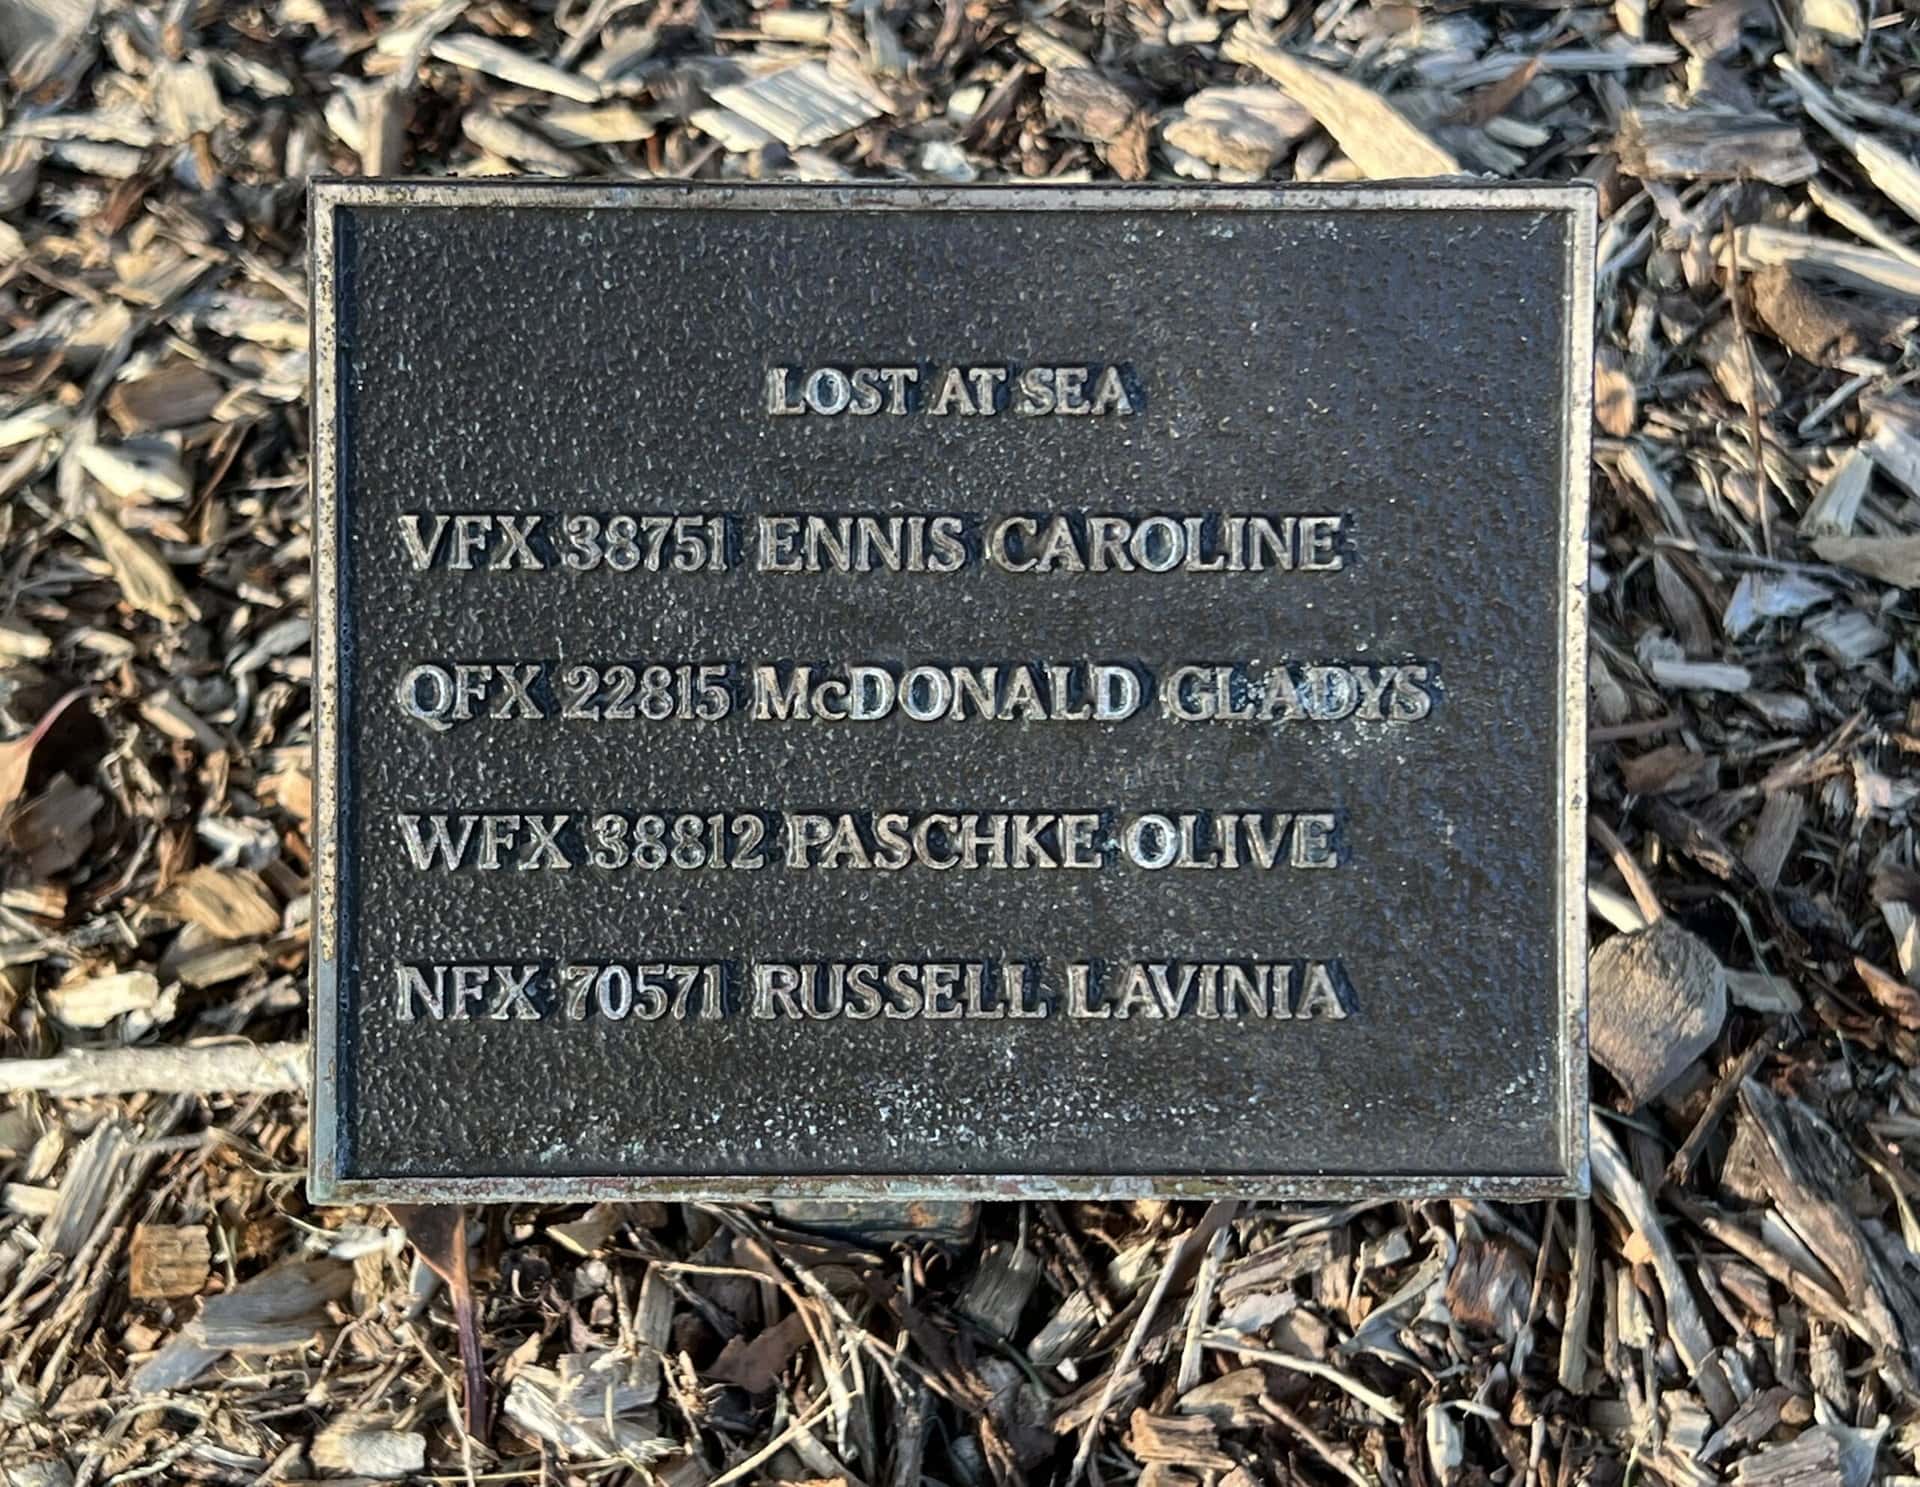 LOST AT SEA
VFX 38751 ENNIS CAROLINE
QFX 22815 McDONALD GLADYS
WFX 38812 PASCHKE OLIVE
NFX 70571 RUSSELL LAVINIA